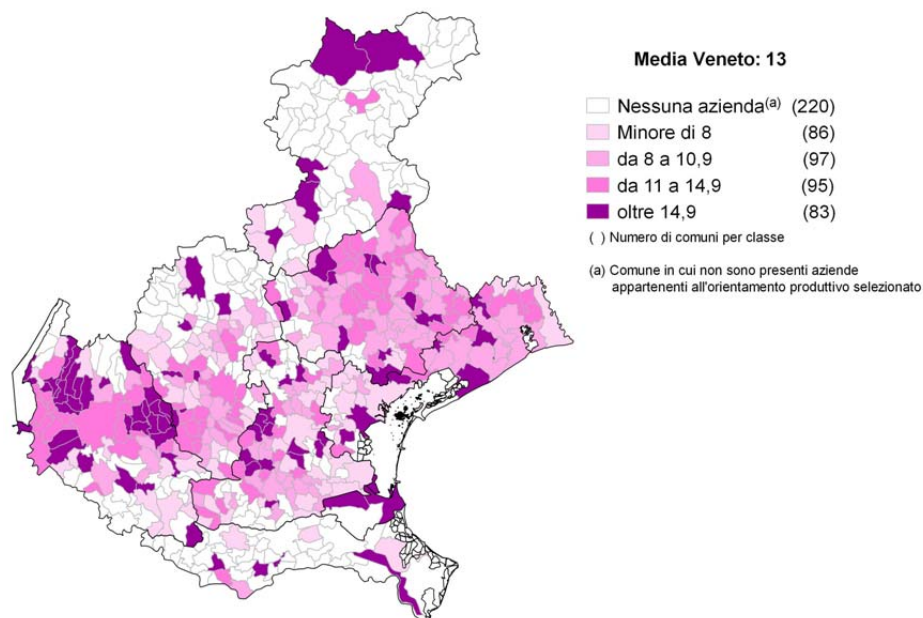 Media Veneto: 13
Nessuna azienda(a) (220)
Minore di 8 (86)
da 8 a 10,9 (97)
da 11 a 14,9 (95)
oltre 14,9 (83)
( ) Numero di comuni per classe
(a) Comune in cui non sono presenti aziende
appartenenti all'orientamento produttivo selezionato